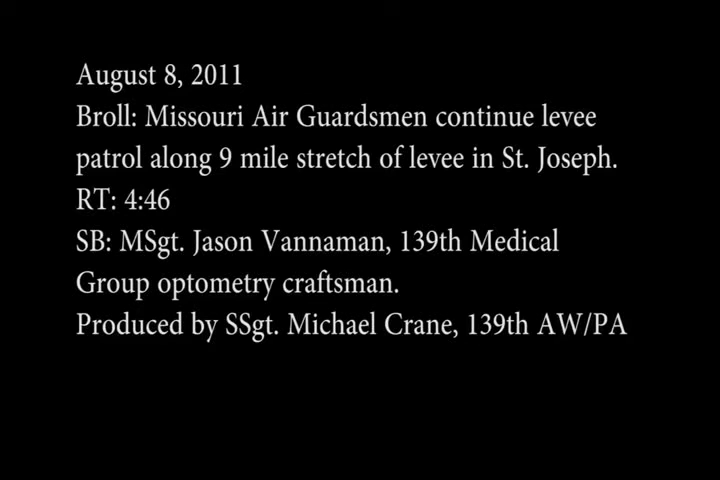 August 8, 2011
Broll: Missouri Air Guardsmen continue levee
patrol along 9 mile stretch of levee in St. Joseph.
RT: 4:46
SB: MSgt. Jason Vannaman, 139th Medical
Group optometry craftsman.
Produced by SSgt. Michael Crane, 139th AW/PA